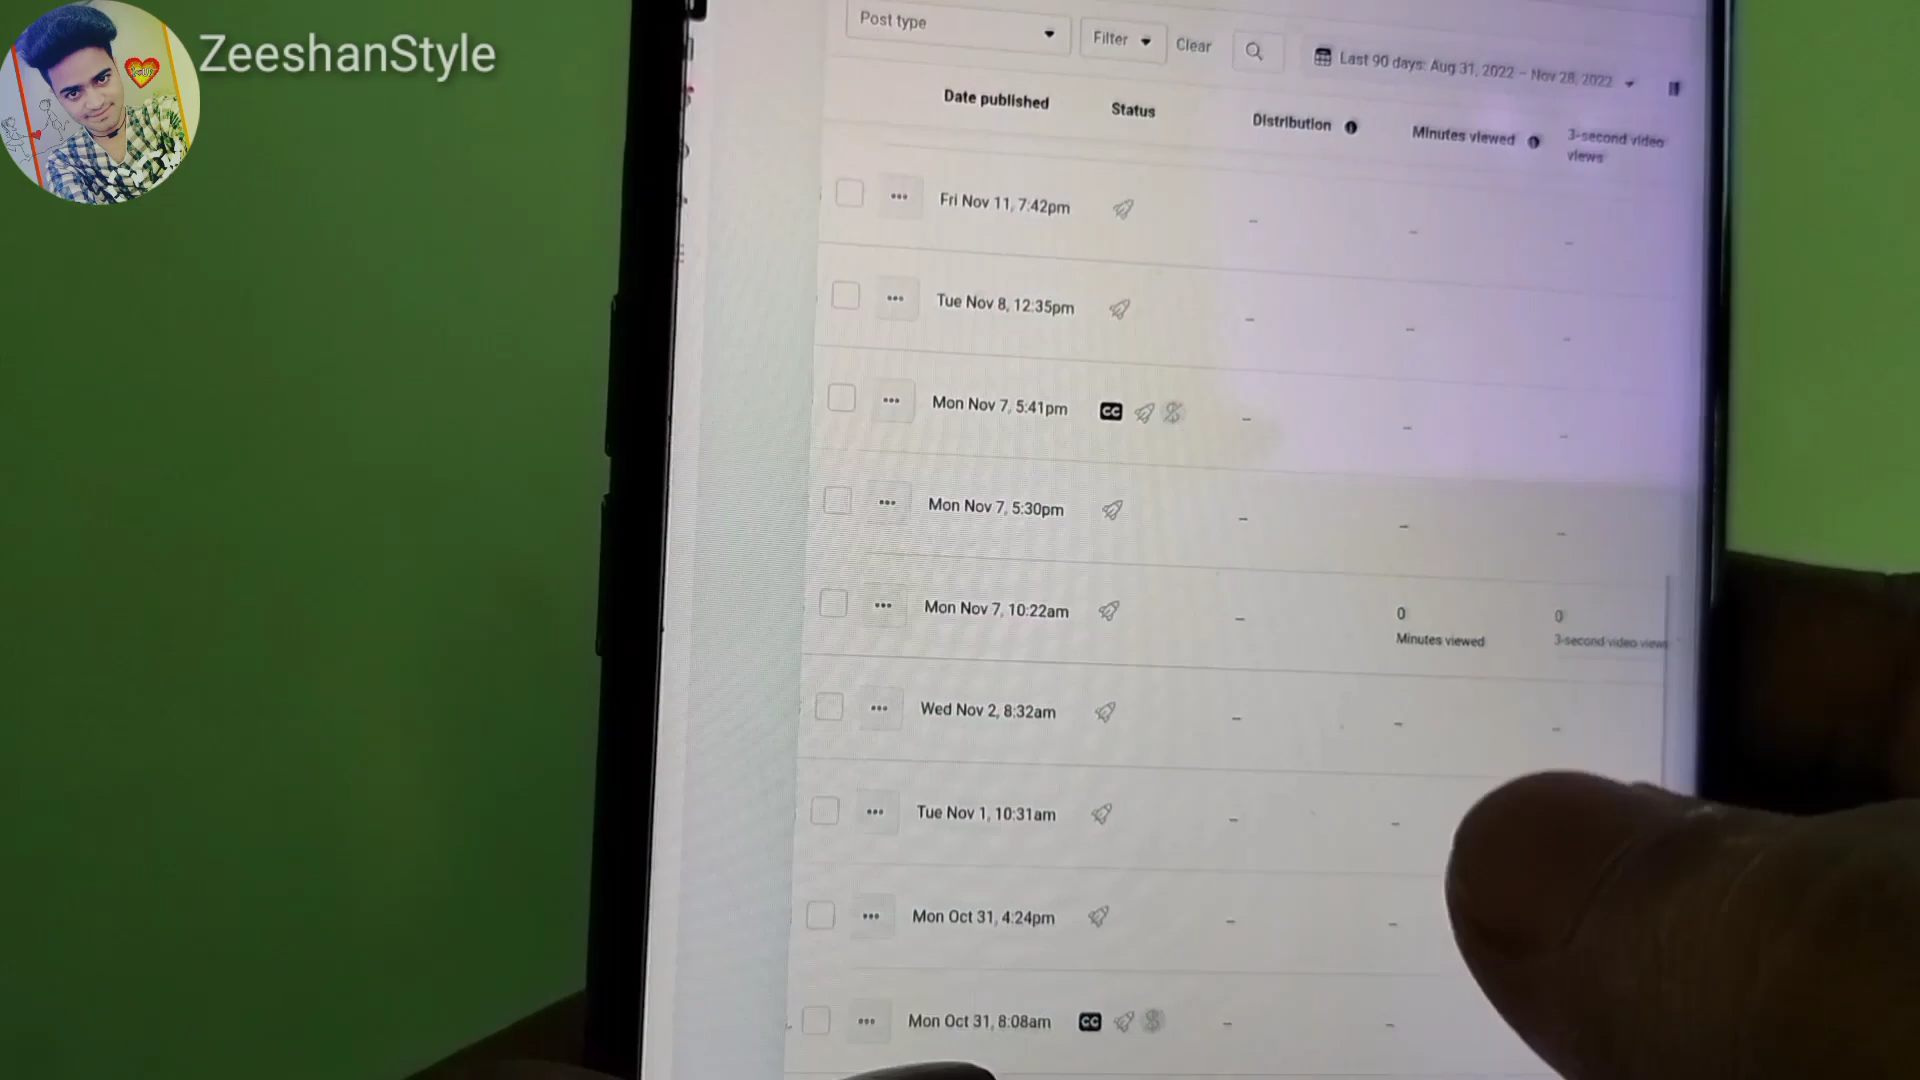 ZeeshanStyle
Post type
Filter
Clear
Last 90 days: Aug 31, 2022 – Nov 28, 2022
Date published
Status
Distribution
Minutes viewed
3-second video views
Fri Nov 11, 7:42pm
–
–
–
Tue Nov 8, 12:35pm
–
–
–
Mon Nov 7, 5:41pm
CC
–
–
–
Mon Nov 7, 5:30pm
–
–
–
Mon Nov 7, 10:22am
–
0
Minutes viewed
0
3-second video views
Wed Nov 2, 8:32am
–
–
–
Tue Nov 1, 10:31am
–
–
Mon Oct 31, 4:24pm
–
–
Mon Oct 31, 8:08am
CC
–
–